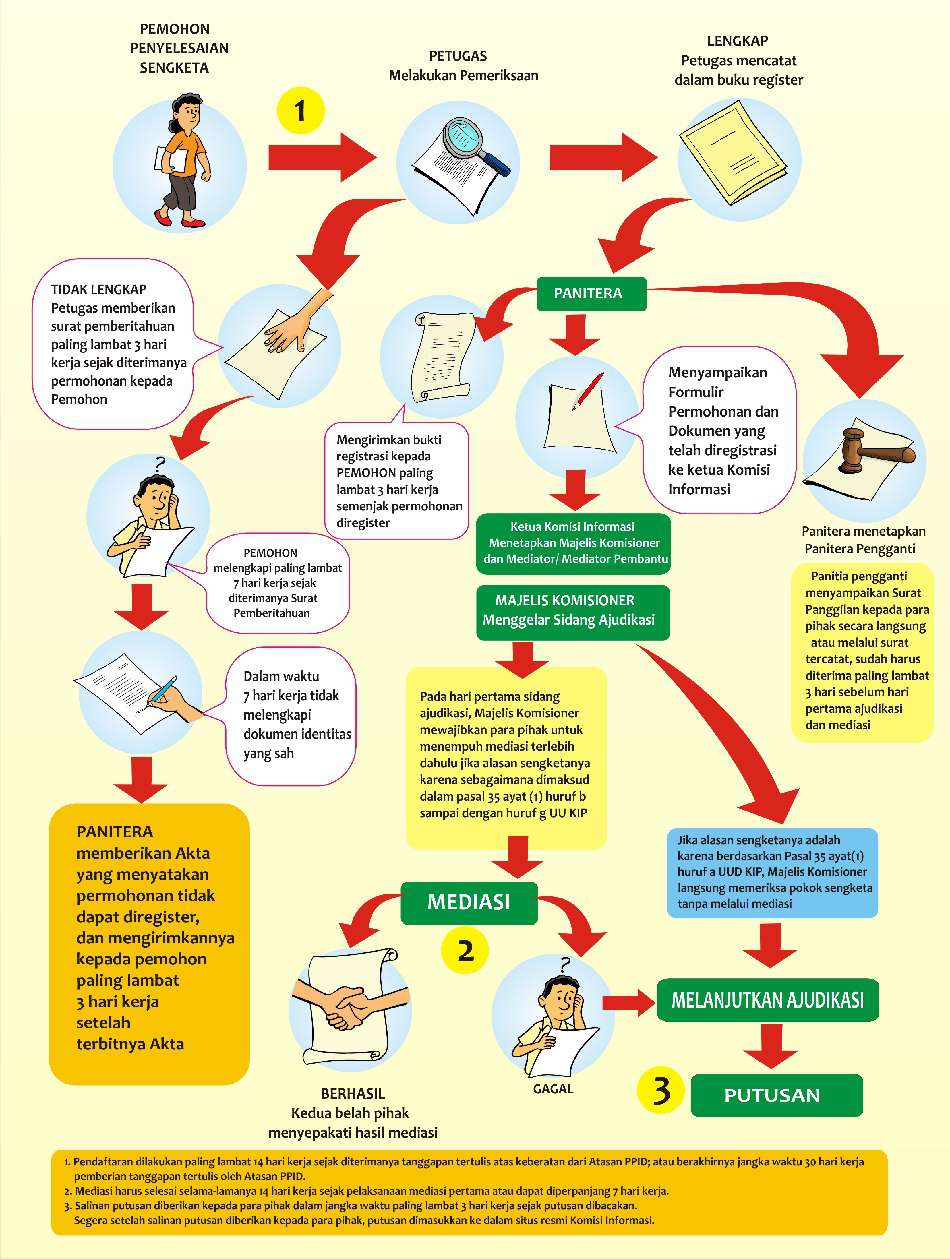 PEMOHON
PENYELESAIAN
SENGKETA
1
PETUGAS
Melakukan Pemeriksaan
LENGKAP
Petugas mencatat
dalam buku register
TIDAK LENGKAP
Petugas memberikan
surat pemberitahuan
paling lambat 3 hari
kerja sejak diterimanya
permohonan kepada
Pemohon
PANITERA
Mengirimkan bukti
registrasi kepada
PEMOHON paling
lambat 3 hari kerja
semenjak permohonan
diregister
Menyampaikan
Formulir
Permohonan dan
Dokumen yang
telah diregistrasi
ke ketua Komisi
Informasi
Panitera menetapkan
Panitera Pengganti
Panitia pengganti
menyampaikan Surat
Panggilan kepada para
pihak secara langsung
atau melalui surat
tercatat, sudah harus
diterima paling lambat
3 hari sebelum hari
pertama ajudikasi
dan mediasi
?
PEMOHON
melengkapi paling lambat
7 hari kerja sejak
diterimanya Surat
Pemberitahuan
Dalam waktu
7 hari kerja tidak
melengkapi
dokumen identitas
yang sah
PANITERA
memberikan Akta
yang menyatakan
permohonan tidak
dapat diregister,
dan mengirimkannya
kepada pemohon
paling lambat
3 hari kerja
setelah
terbitnya Akta
Ketua Komisi Informasi
Menetapkan Majelis Komisioner
dan Mediator/ Mediator Pembantu
MAJELIS KOMISIONER
Menggelar Sidang Ajudikasi
Pada hari pertama sidang
ajudikasi, Majelis Komisioner
mewajibkan para pihak untuk
menempuh mediasi terlebih
dahulu jika alasan sengketanya
karena sebagaimana dimaksud
dalam pasal 35 ayat (1) huruf b
sampai dengan huruf g UU KIP
Jika alasan sengketanya adalah
karena berdasarkan Pasal 35 ayat(1)
huruf a UUD KIP, Majelis Komisioner
langsung memeriksa pokok sengketa
tanpa melalui mediasi
MEDIASI
2
BERHASIL
Kedua belah pihak
menyepakati hasil mediasi
?
GAGAL
MELANJUTKAN AJUDIKASI
3
PUTUSAN
1. Pendaftaran dilakukan paling lambat 14 hari kerja sejak diterimanya tanggapan tertulis atas keberatan dari Atasan PPID; atau berakhirnya jangka waktu 30 hari kerja
pemberian tanggapan tertulis oleh Atasan PPID.
2. Mediasi harus selesai selama-lamanya 14 hari kerja sejak pelaksanaan mediasi pertama atau dapat diperpanjang 7 hari kerja.
3. Salinan putusan diberikan kepada para pihak dalam jangka waktu paling lambat 3 hari kerja sejak putusan dibacakan.
Segera setelah salinan putusan diberikan kepada para pihak, putusan dimasukkan ke dalam situs resmi Komisi Informasi.